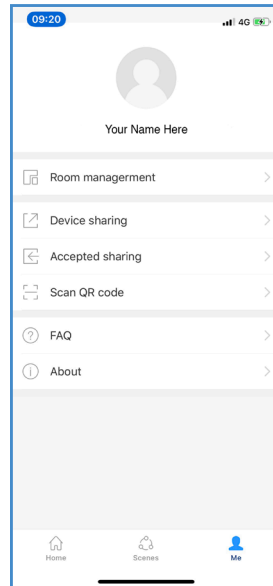 09:20
4G
Your Name Here
Room managerment
Device sharing
Accepted sharing
Scan QR code
FAQ
About
Home
Scenes
Me